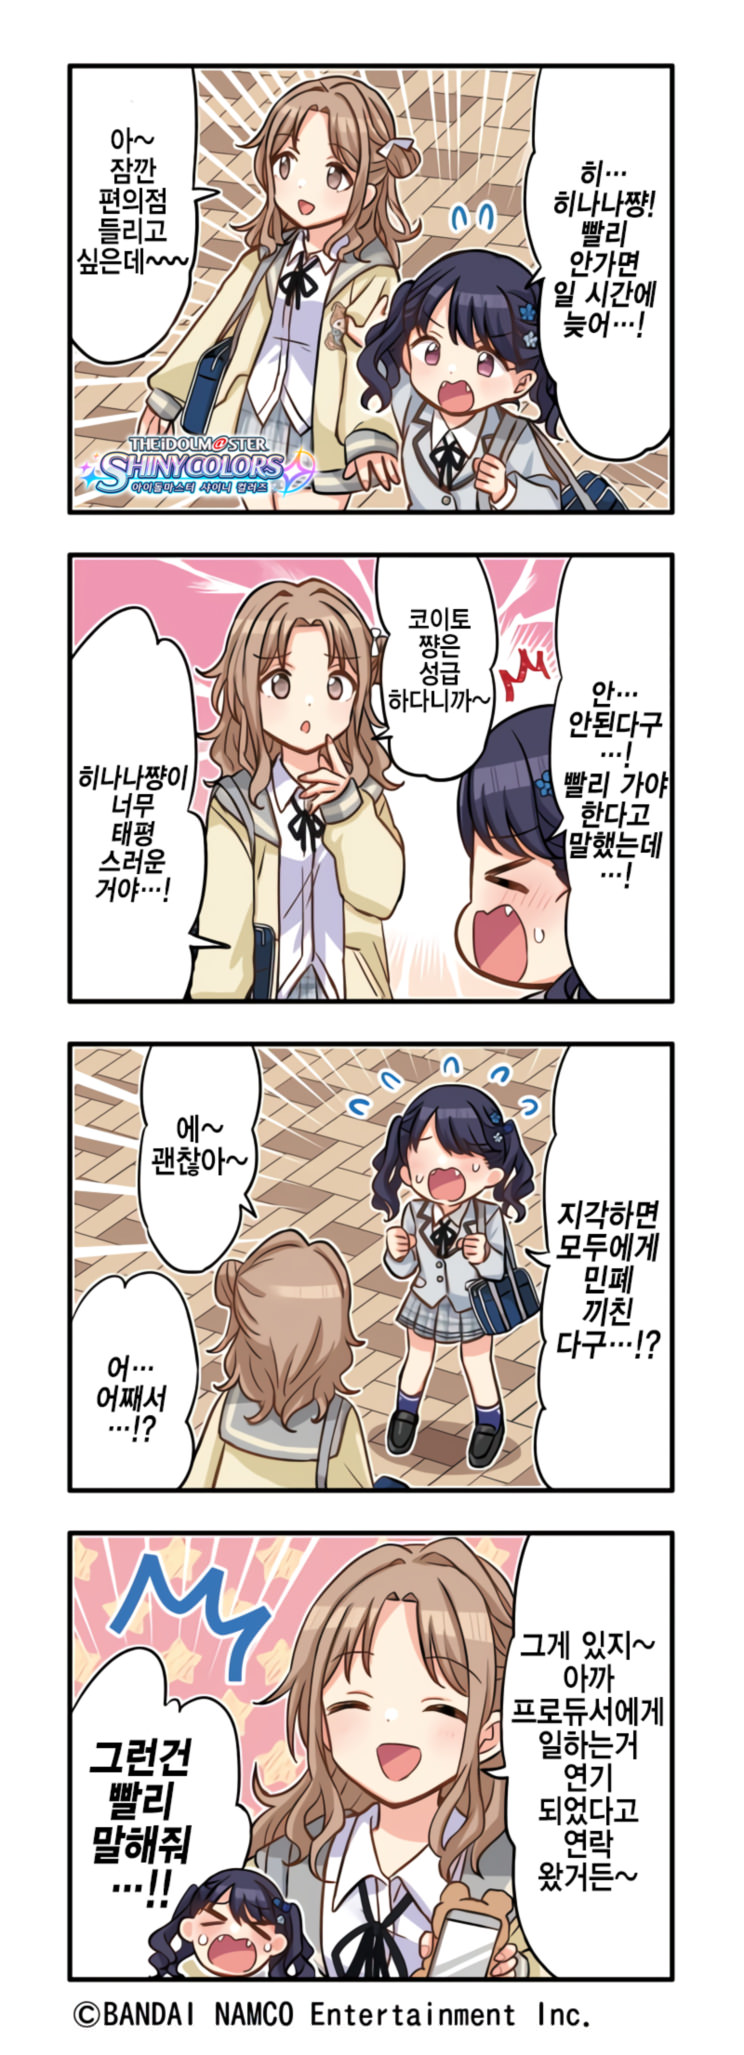 히…
히나나쨩!
빨리
안가면
일 시간에
늦어…!
아~
잠깐
편의점
들리고
싶은데~~
THE iDOLM@STER
SHINYCOLORS
아이돌마스터 샤이니 컬러즈
안…
안된다구
…!
빨리 가야
한다고
말했는데
…!
코이토
쨩은
성급
하다니까~
히나나쨩이
너무
태평
스러운
거야…!
지각하면
모두에게
민폐
끼친
다구…!?
에~
괜찮아~
어…
어째서
…!?
그게 있지~
아까
프로듀서에게
일하는거
연기
되었다고
연락
왔거든~
그런건
빨리
말해줘
…!!
©BANDAI NAMCO Entertainment Inc.